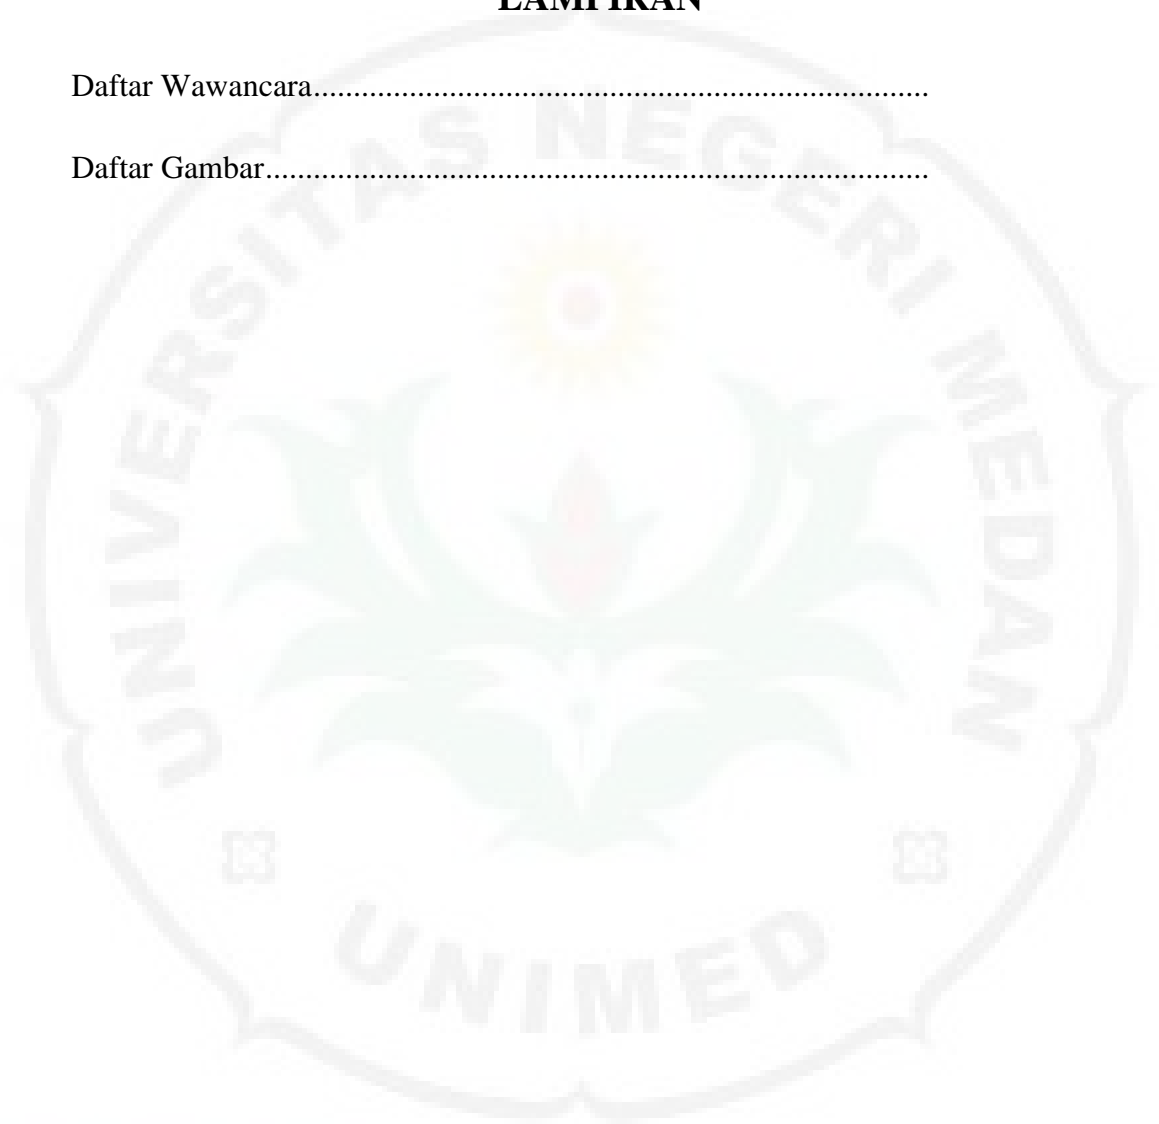 LAMPIRAN
Daftar Wawancara.............................................................................
Daftar Gambar...................................................................................
UNIVERSITAS NEGERI MEDAN
UNIMED